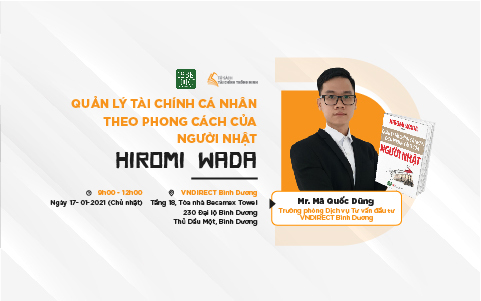 QUẢN LÝ TÀI CHÍNH CÁ NHÂN
THEO PHONG CÁCH CỦA
NGƯỜI NHẬT
HIROMI WADA
9h00 - 12h00
Ngày 17- 01-2021 (Chủ nhật)
VNDIRECT Bình Dương
Tầng 18, Tòa nhà Becamex Tower
230 Đại lộ Bình Dương
Thủ Dầu Một, Bình Dương
HIROMI WADA
NGƯỜI NHẬT
Mr. Mã Quốc Dũng
Trưởng phòng Dịch vụ Tư vấn đầu tư
VNDIRECT Bình Dương